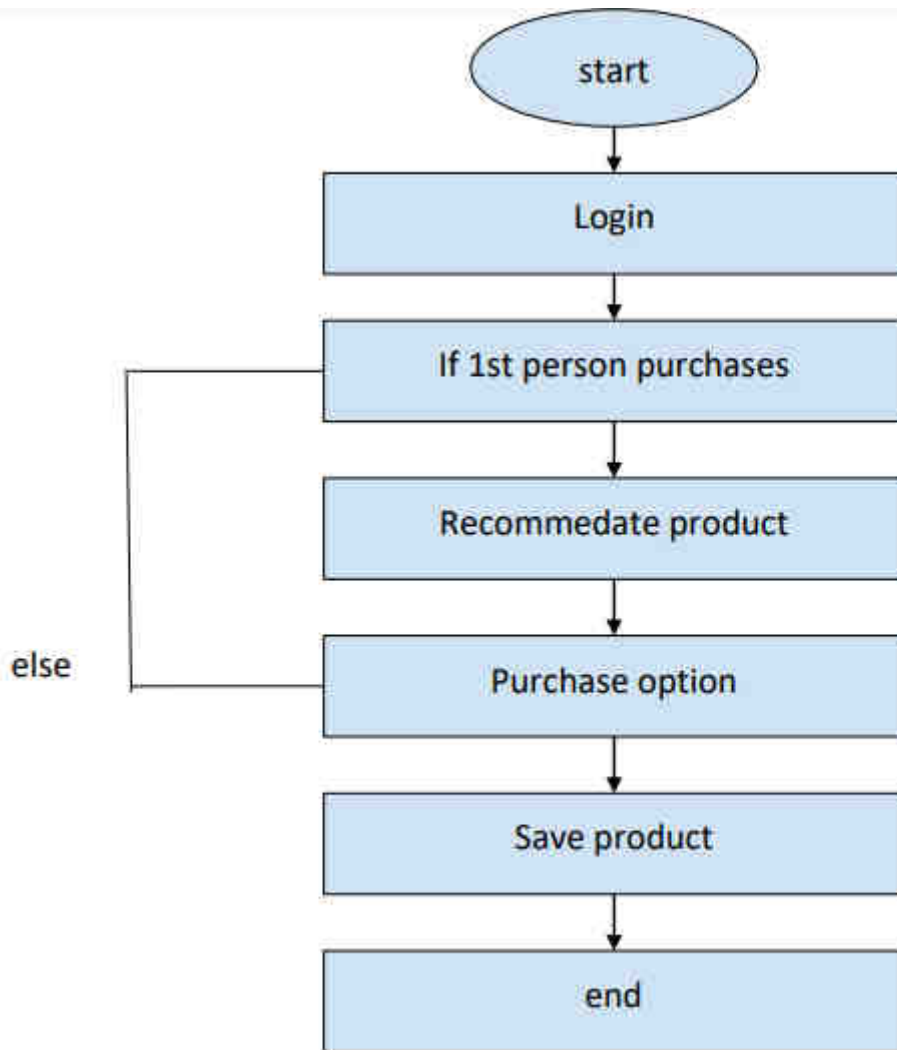 start
Login
If 1st person purchases
Recommedate product
else
Purchase option
Save product
end